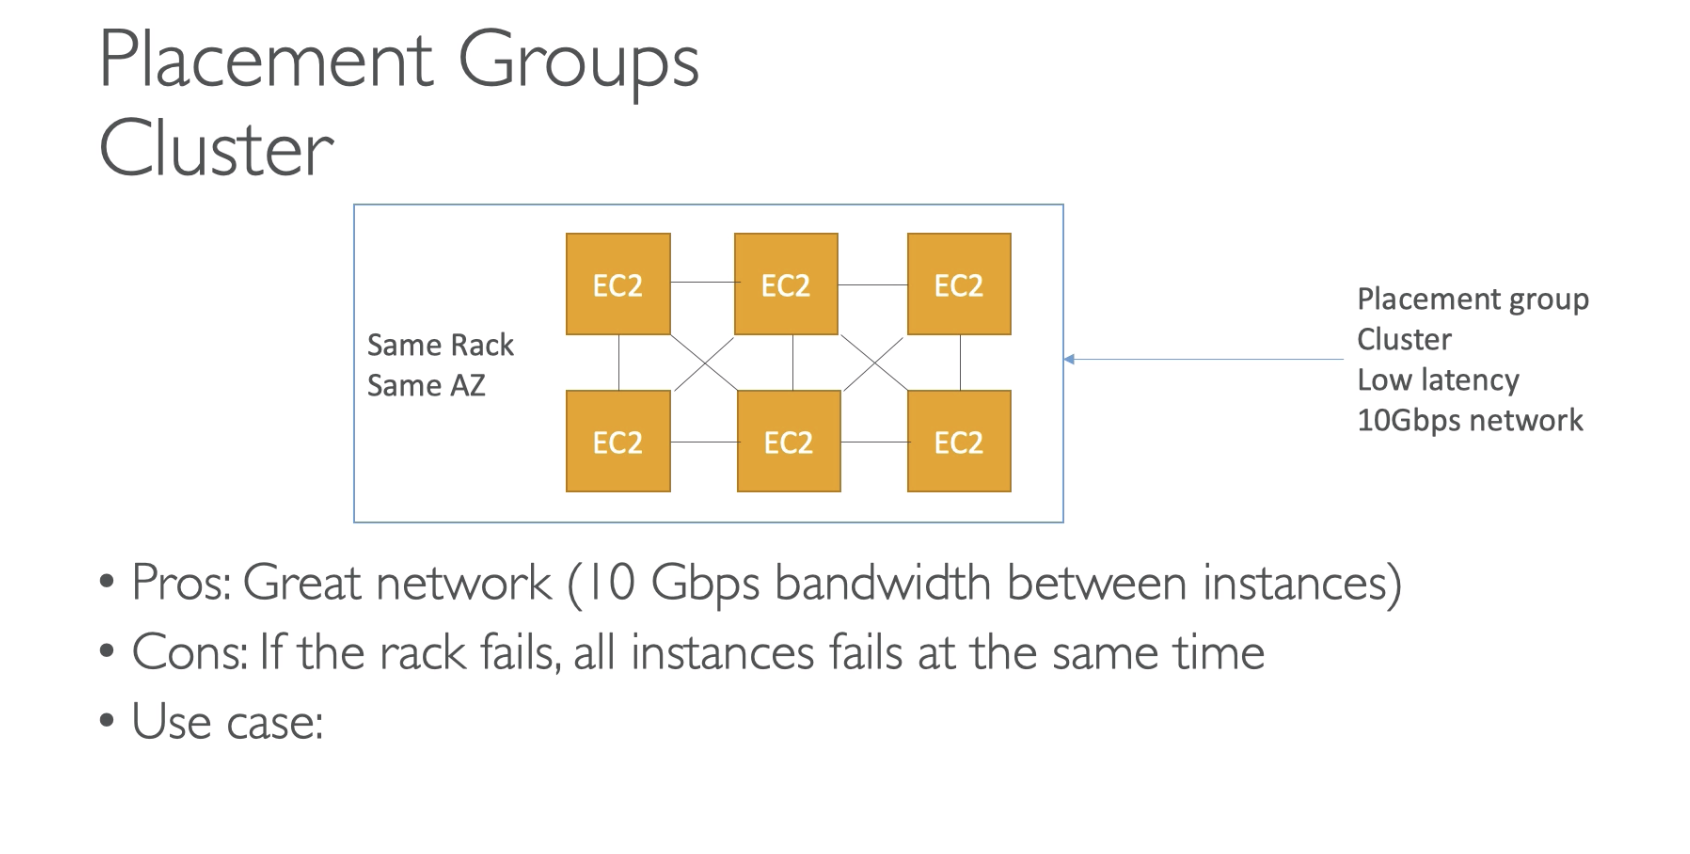 Placement Groups
Cluster
EC2
EC2
EC2
Same Rack
Same AZ
EC2
EC2
EC2
Placement group
Cluster
Low latency
10Gbps network
• Pros: Great network (10 Gbps bandwidth between instances)
• Cons: If the rack fails, all instances fails at the same time
• Use case: